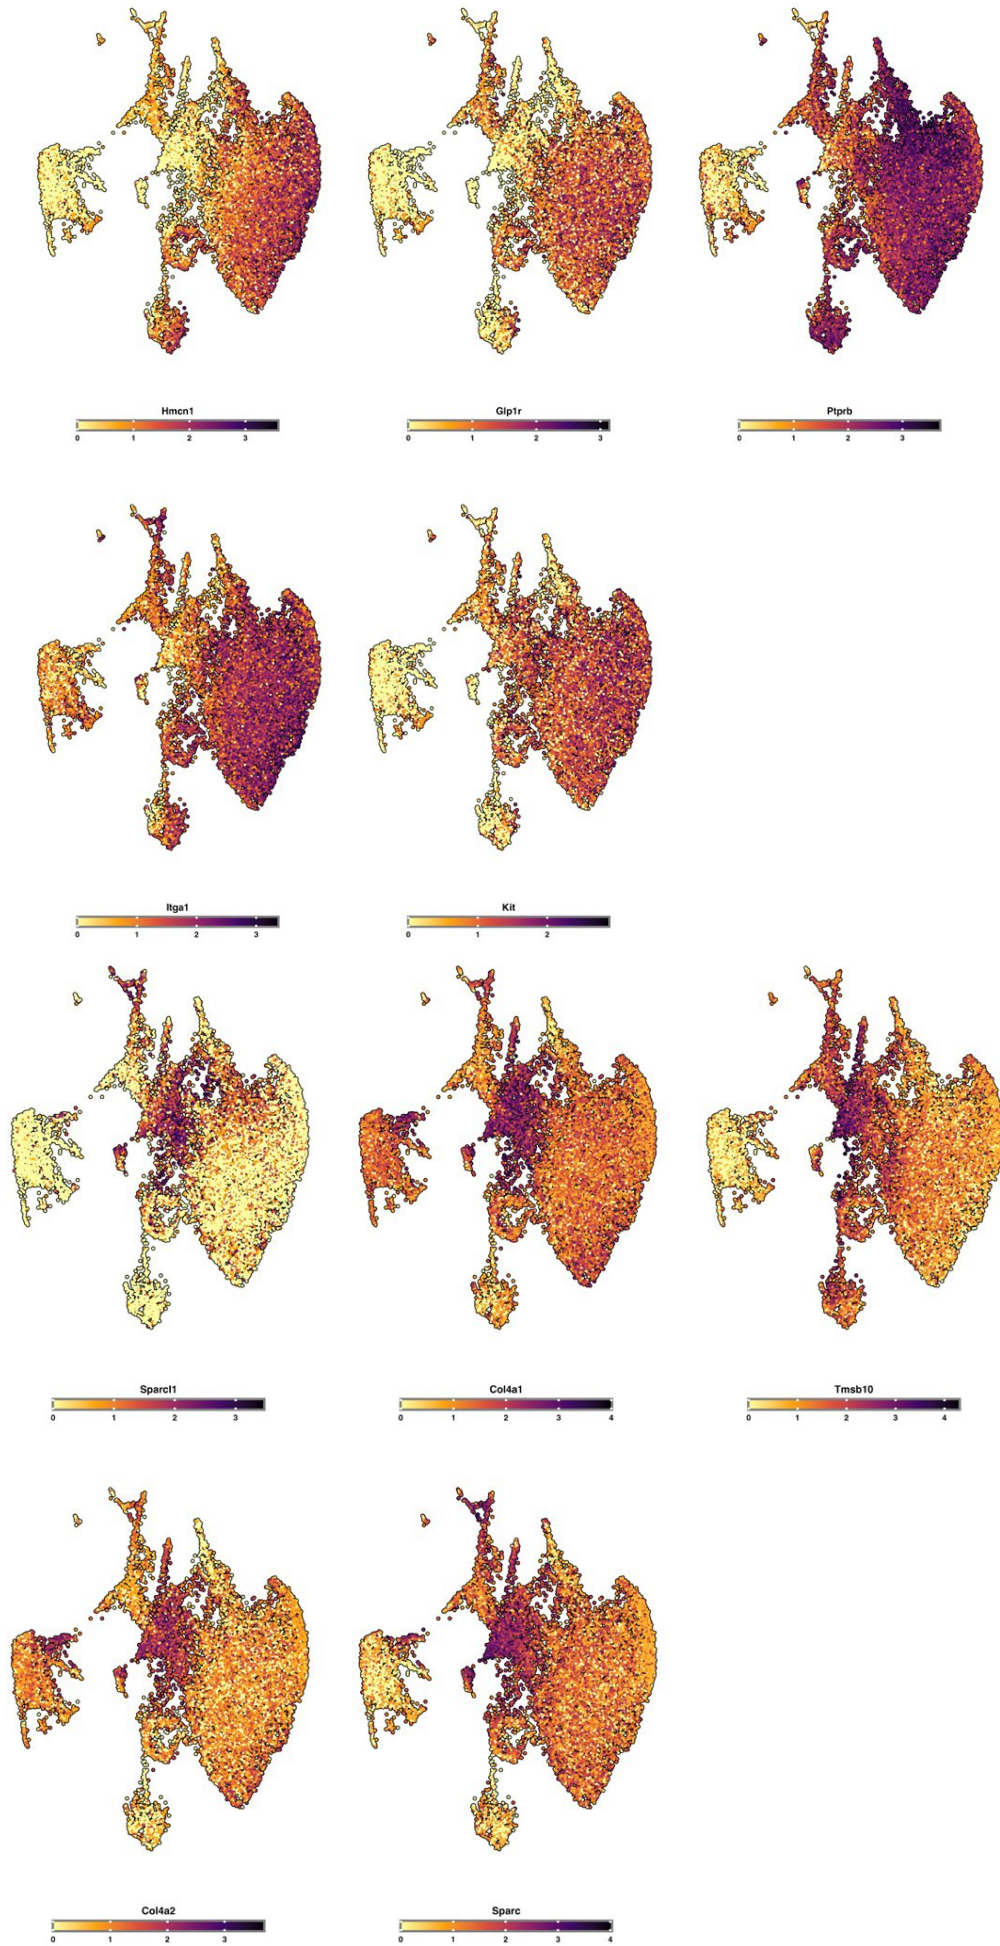 Hmcn1 Glp1r Ptprb
0 1 2 3 0 1 2 3 0 1 2 3
Itga1 Kit
0 1 2 3 0 1 2
Sparcl1 Col4a1 Tmsb10
0 1 2 3 0 1 2 3 4 0 1 2 3 4
Col4a2 Sparc
0 1 2 3 0 1 2 3 4